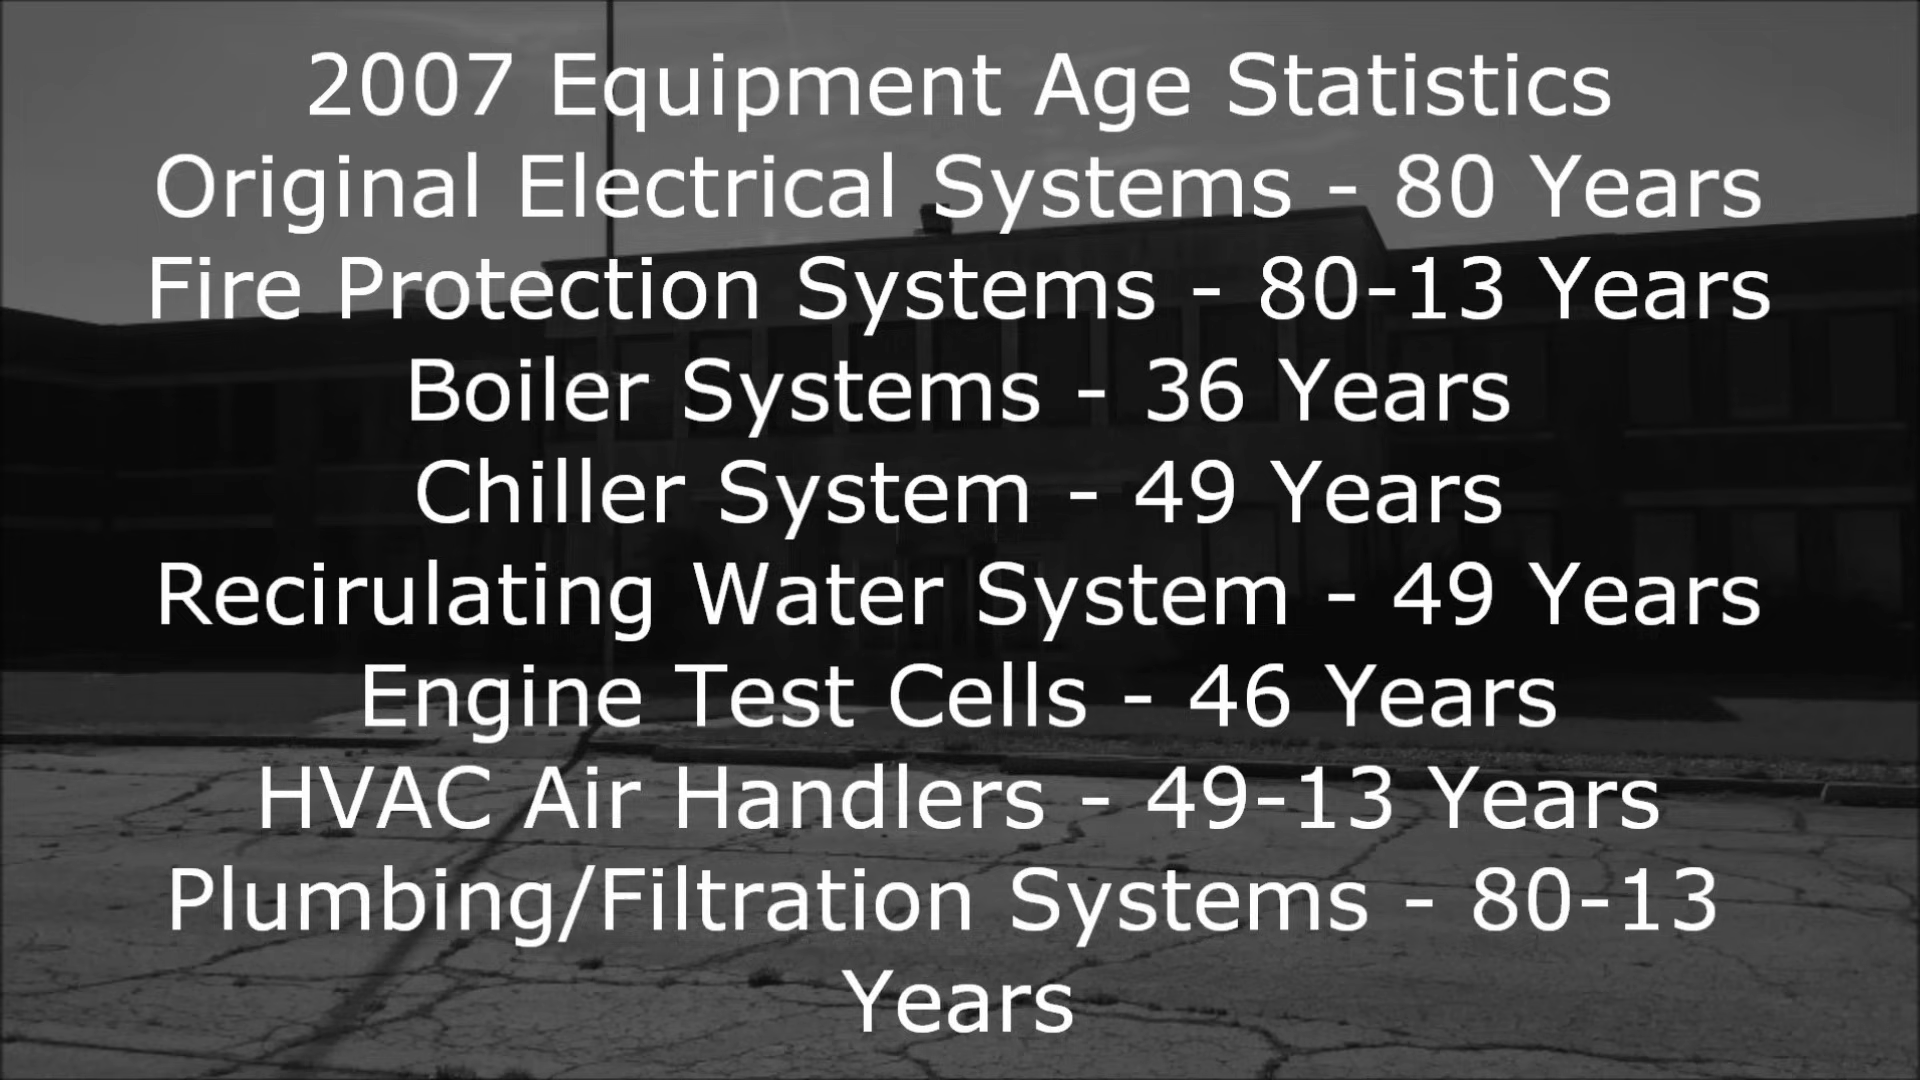 2007 Equipment Age Statistics
Original Electrical Systems - 80 Years
Fire Protection Systems - 80-13 Years
Boiler Systems - 36 Years
Chiller System - 49 Years
Recirulating Water System - 49 Years
Engine Test Cells - 46 Years
HVAC Air Handlers - 49-13 Years
Plumbing/Filtration Systems - 80-13
Years